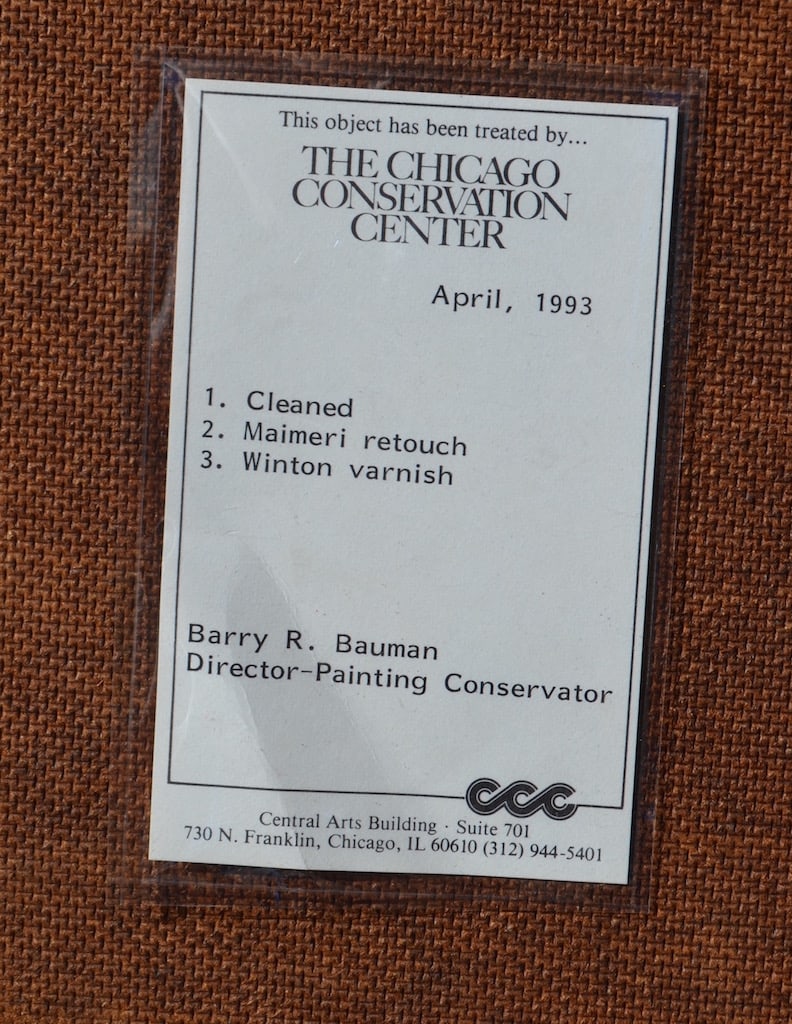 This object has been treated by...
THE CHICAGO
CONSERVATION
CENTER
April, 1993
1. Cleaned
2. Maimeri retouch
3. Winton varnish
Barry R. Bauman
Director-Painting Conservator
CCC
Central Arts Building · Suite 701
730 N. Franklin, Chicago, IL 60610 (312) 944-5401